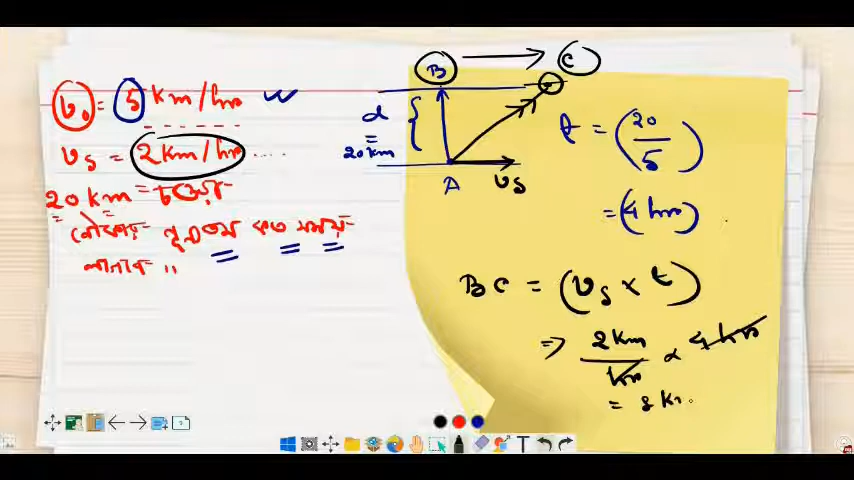 v₀ = 5 km/hr
vₛ = 2 km/hr ....
20 km = চওড়া
নৌকায় ন্যূনতম কত সময়
লাগবে ..
B C
d
=
20 km
A vₛ
t = (20/5)
= (4 hr)
BC = (vₛ x t)
⇒ 2 km/hr x 4 hr
= 8 km
T